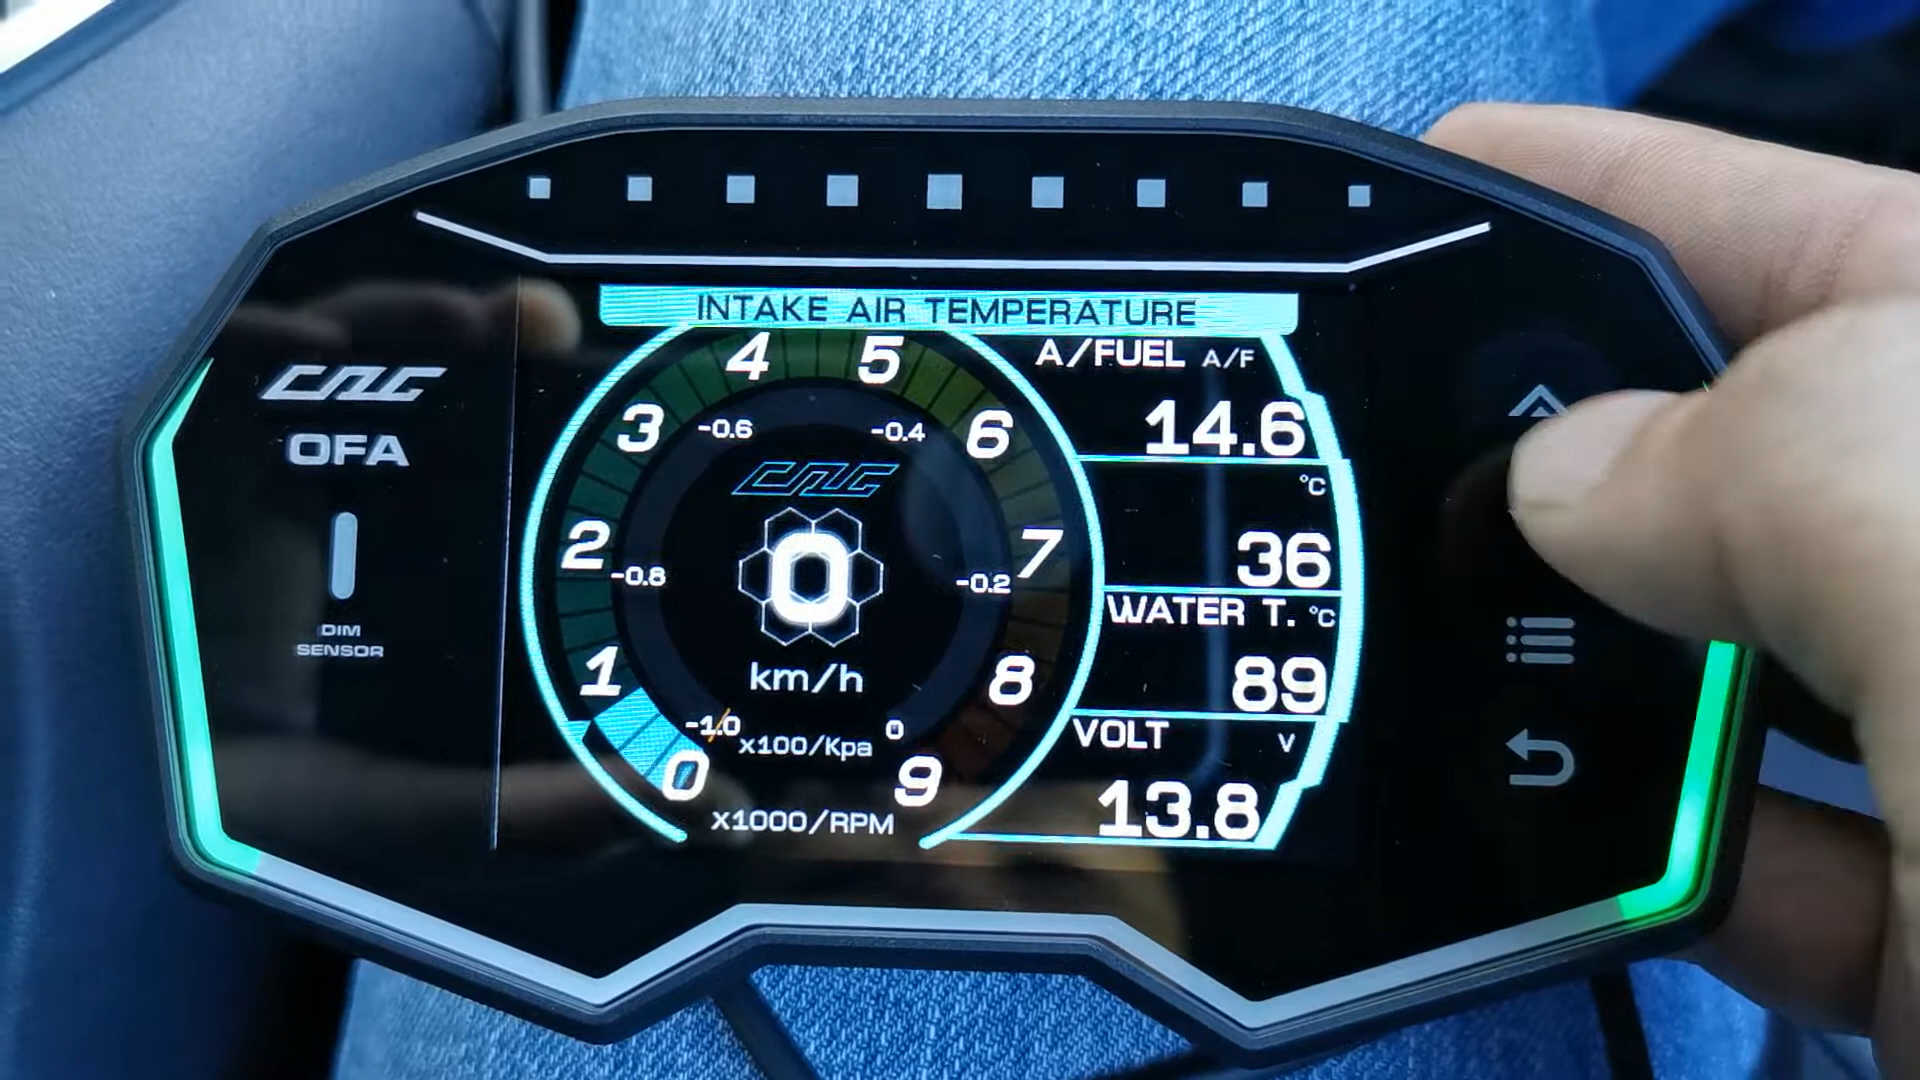 INTAKE AIR TEMPERATURE
OFA
DIM
SENSOR
4 5
3 6
2 7
1 8
0 9
-0.6 -0.4
-0.8 -0.2
-1.0 0
0
km/h
x100/Kpa
x1000/RPM
A/FUEL A/F
14.6
°C
36
WATER T. °C
89
VOLT V
13.8